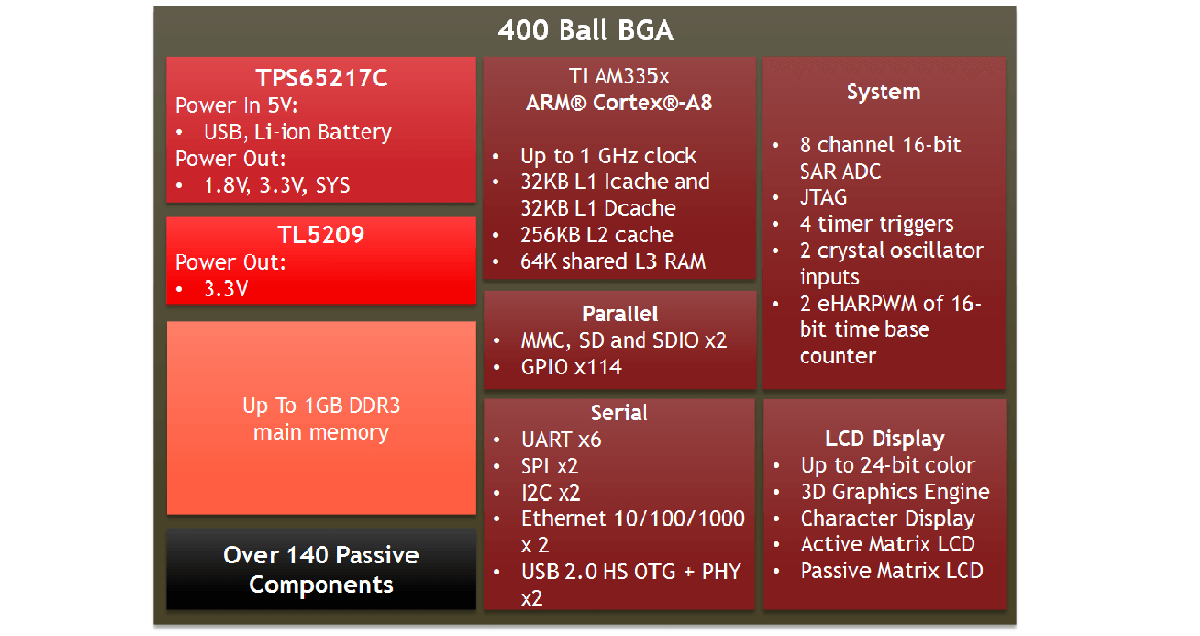 400 Ball BGA
TPS65217C
Power In 5V:
• USB, Li-ion Battery
Power Out:
• 1.8V, 3.3V, SYS
TL5209
Power Out:
• 3.3V
Up To 1GB DDR3
main memory
Over 140 Passive
Components
TI AM335x
ARM® Cortex®-A8
• Up to 1 GHz clock
• 32KB L1 Icache and
32KB L1 Dcache
• 256KB L2 cache
• 64K shared L3 RAM
Parallel
• MMC, SD and SDIO x2
• GPIO x114
Serial
• UART x6
• SPI x2
• I2C x2
• Ethernet 10/100/1000
x 2
• USB 2.0 HS OTG + PHY
x2
System
• 8 channel 16-bit
SAR ADC
• JTAG
• 4 timer triggers
• 2 crystal oscillator
inputs
• 2 eHARPWM of 16-
bit time base
counter
LCD Display
• Up to 24-bit color
• 3D Graphics Engine
• Character Display
• Active Matrix LCD
• Passive Matrix LCD